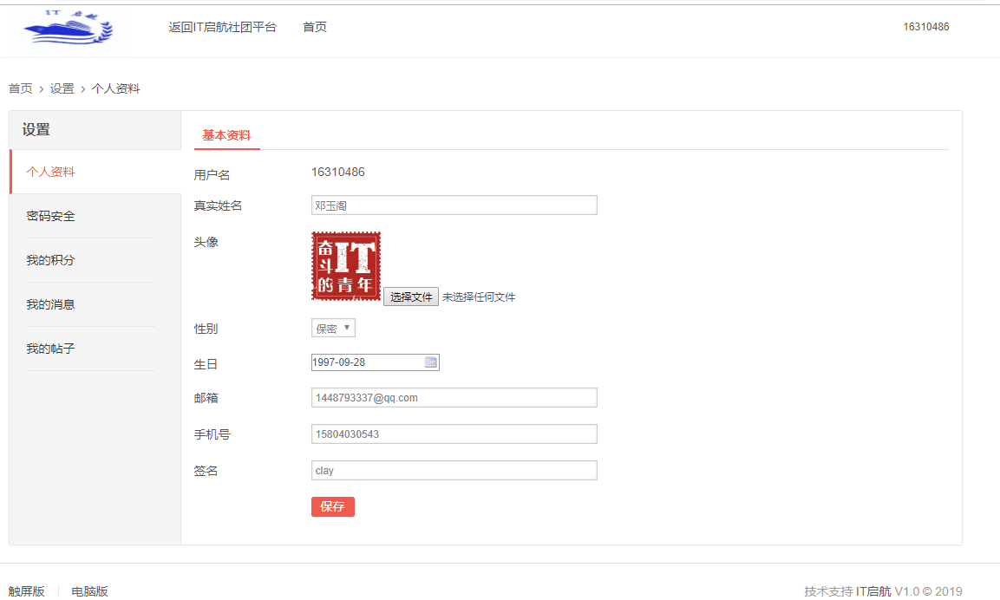 IT 启航
返回IT启航社团平台 首页 16310486
首页 › 设置 › 个人资料
设置
个人资料
密码安全
我的积分
我的消息
我的帖子
基本资料
用户名 16310486
真实姓名 邓玉阁
头像
奋斗的青年 IT
选择文件 未选择任何文件
性别 保密
生日 1997-09-28
邮箱 1448793337@qq.com
手机号 15804030543
签名 clay
保存
触屏版 电脑版 技术支持 IT启航 V1.0 © 2019